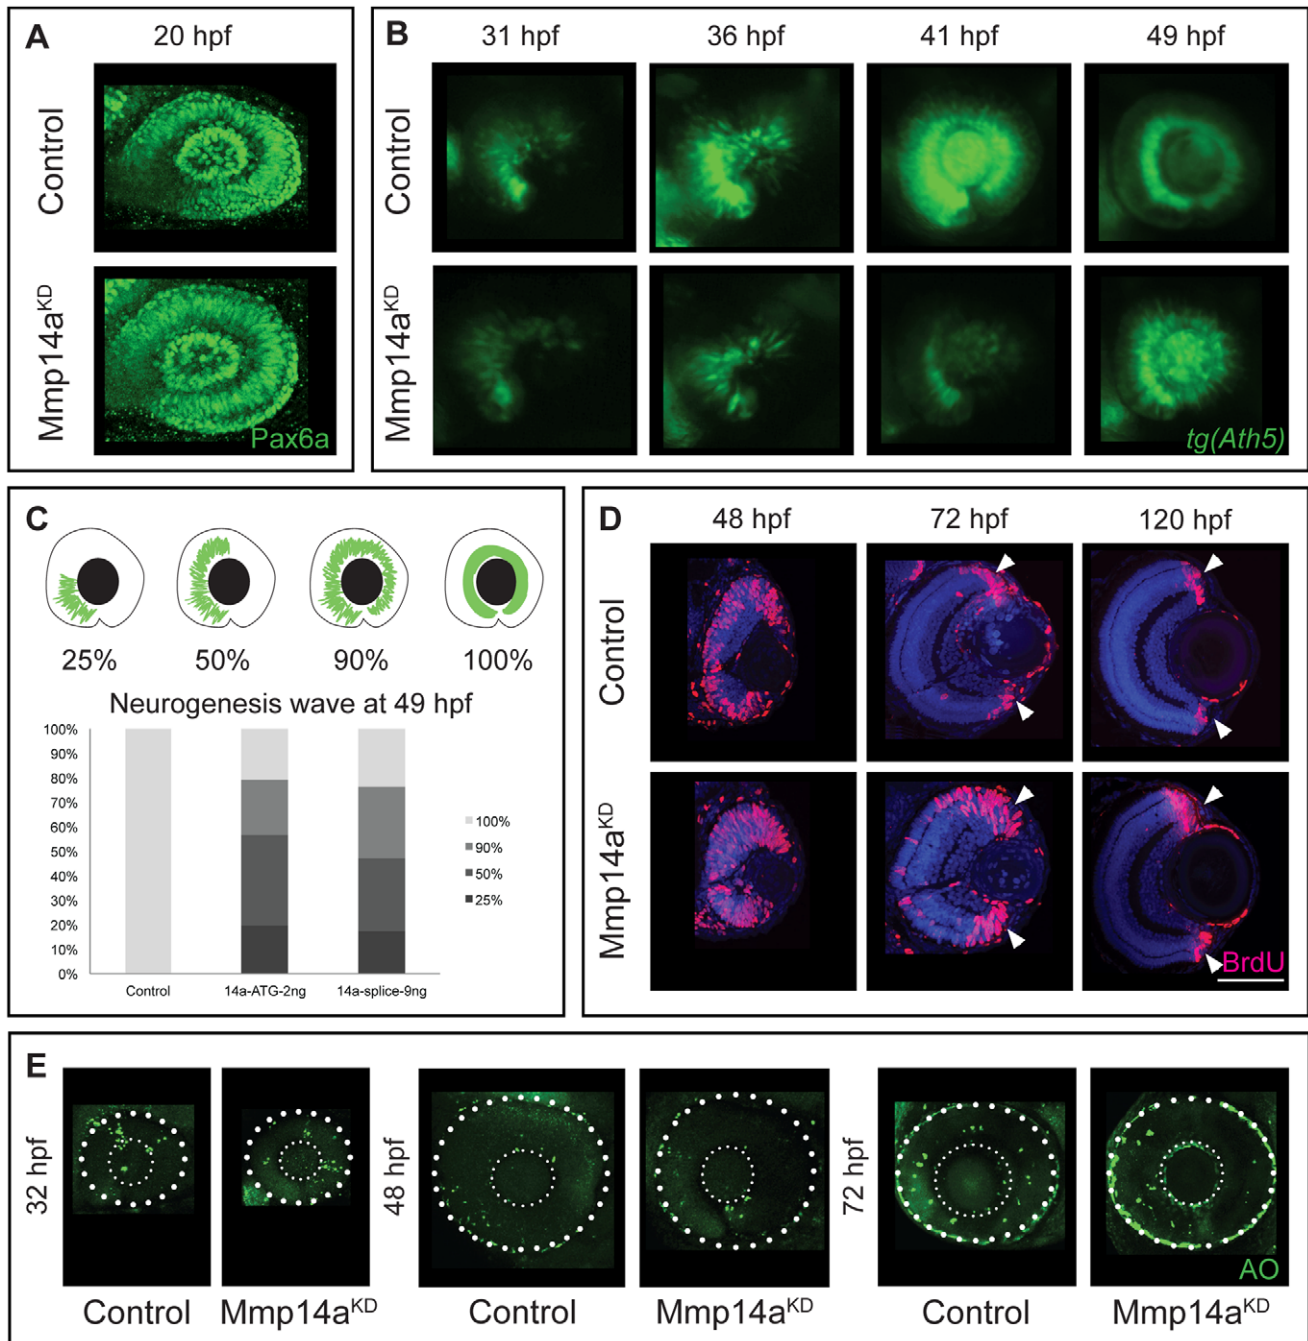 A
20 hpf
Control
Mmp14aKD
Pax6a
B
31 hpf
36 hpf
41 hpf
49 hpf
Control
Mmp14aKD
tg(Ath5)
C
25%
50%
90%
100%
Neurogenesis wave at 49 hpf
100%
90%
80%
70%
60%
50%
40%
30%
20%
10%
0%
Control
14a-ATG-2ng
14a-splice-9ng
100%
90%
50%
25%
D
48 hpf
72 hpf
120 hpf
Control
Mmp14aKD
BrdU
E
32 hpf
Control
Mmp14aKD
48 hpf
Control
Mmp14aKD
72 hpf
Control
Mmp14aKD
AO